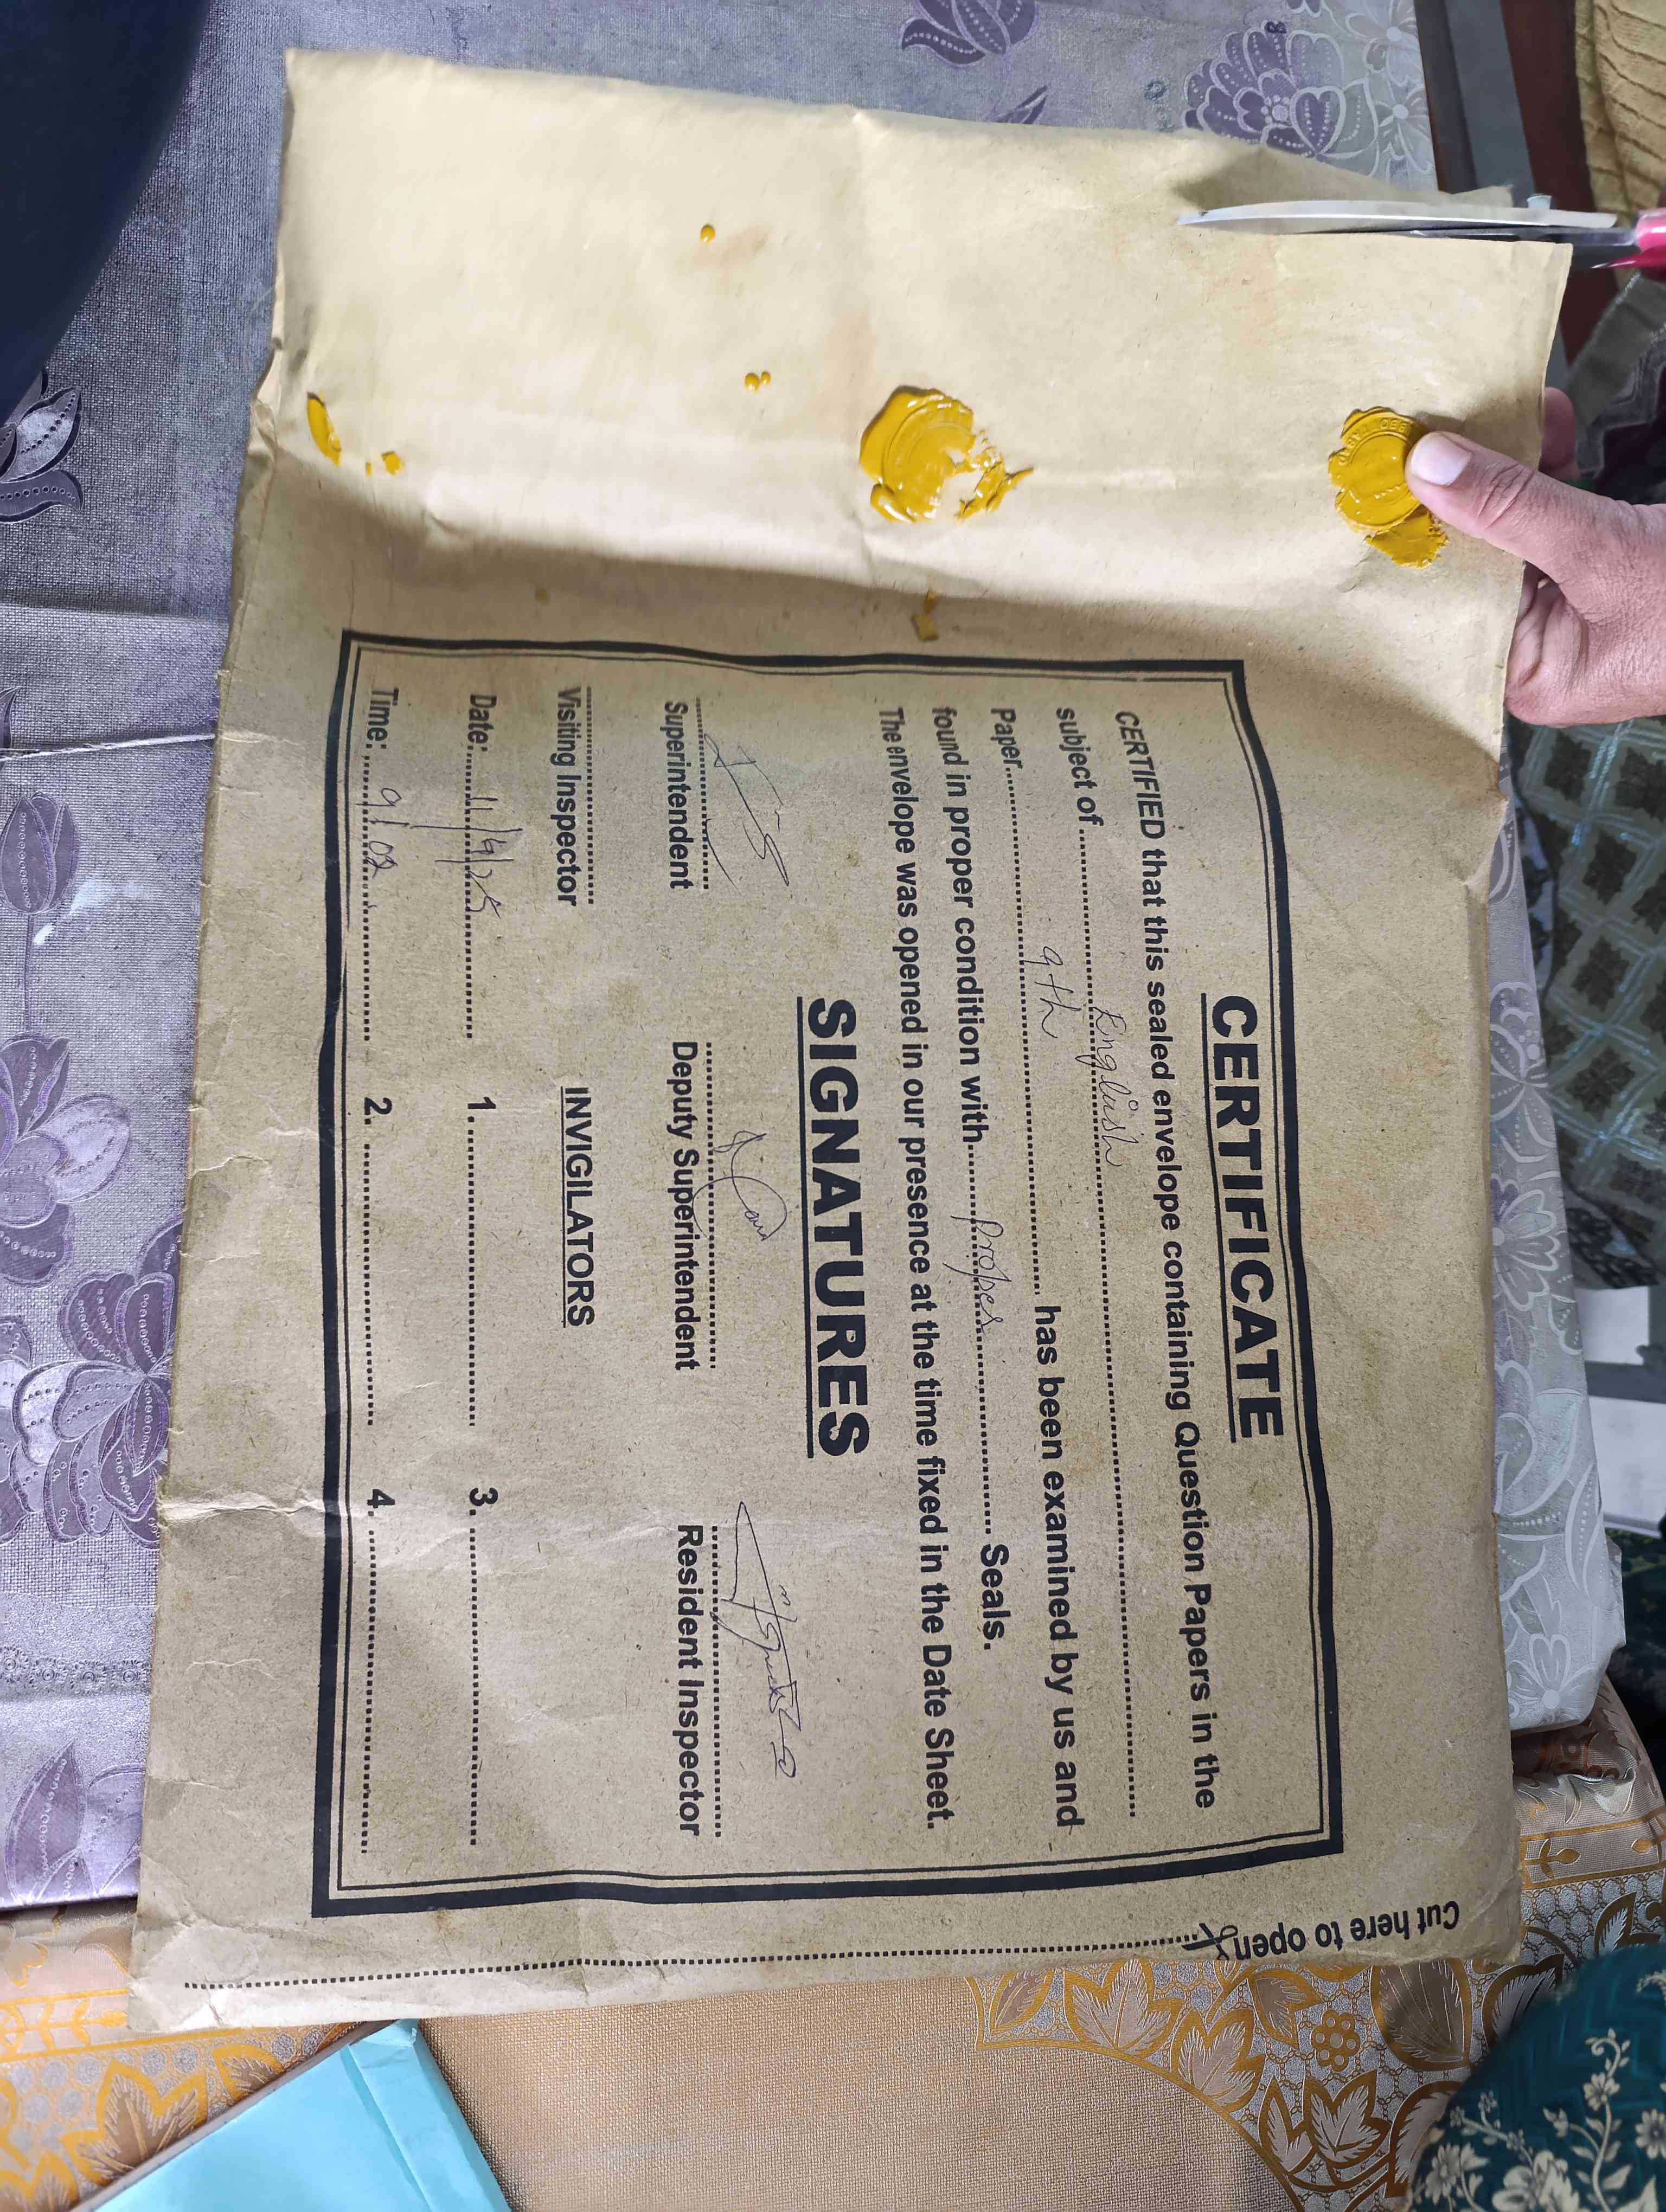 CERTIFICATE
CERTIFIED that this sealed envelope containing Question Papers in the
subject of English
Paper 9th has been examined by us and
found in proper condition with Proper Seals.
The envelope was opened in our presence at the time fixed in the Date Sheet.
SIGNATURES
Superintendent Deputy Superintendent Resident Inspector
Visiting Inspector INVIGILATORS
Date: 11/9/25 1. 3.
Time: 9/02 2. 4.
Cut here to open